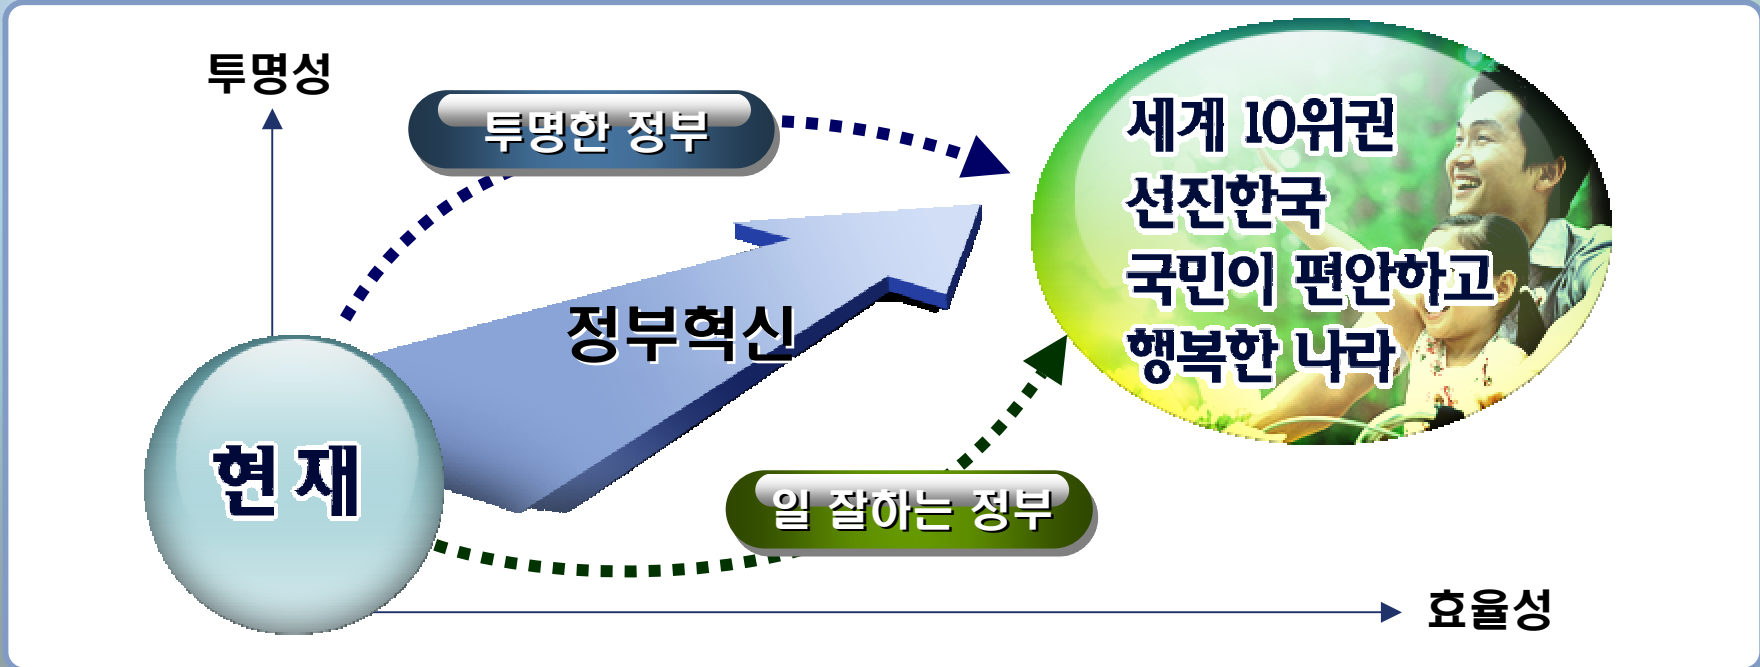 투명성
투명한 정부
세계 10위권
선진한국
국민이 편안하고
행복한 나라
정부혁신
현재
일 잘하는 정부
효율성